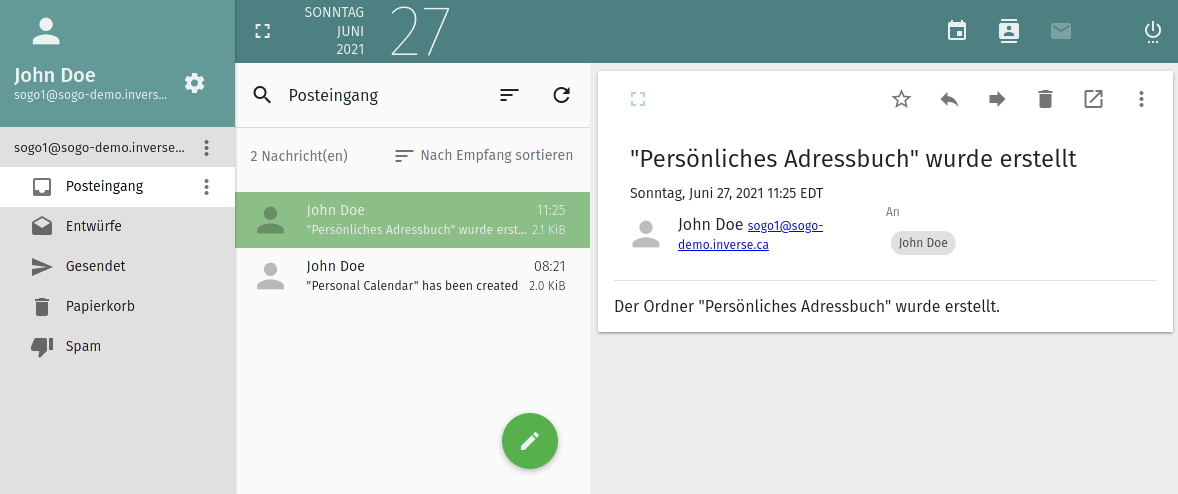 John Doe
sogo1@sogo-demo.invers...
sogo1@sogo-demo.inverse...
Posteingang
Entwürfe
Gesendet
Papierkorb
Spam
SONNTAG
JUNI
2021
27
Posteingang
2 Nachricht(en)
Nach Empfang sortieren
John Doe 11:25
"Persönliches Adressbuch" wurde erst... 2.1 KiB
John Doe 08:21
"Personal Calendar" has been created 2.0 KiB
"Persönliches Adressbuch" wurde erstellt
Sonntag, Juni 27, 2021 11:25 EDT
John Doe sogo1@sogo-
demo.inverse.ca
An
John Doe
Der Ordner "Persönliches Adressbuch" wurde erstellt.